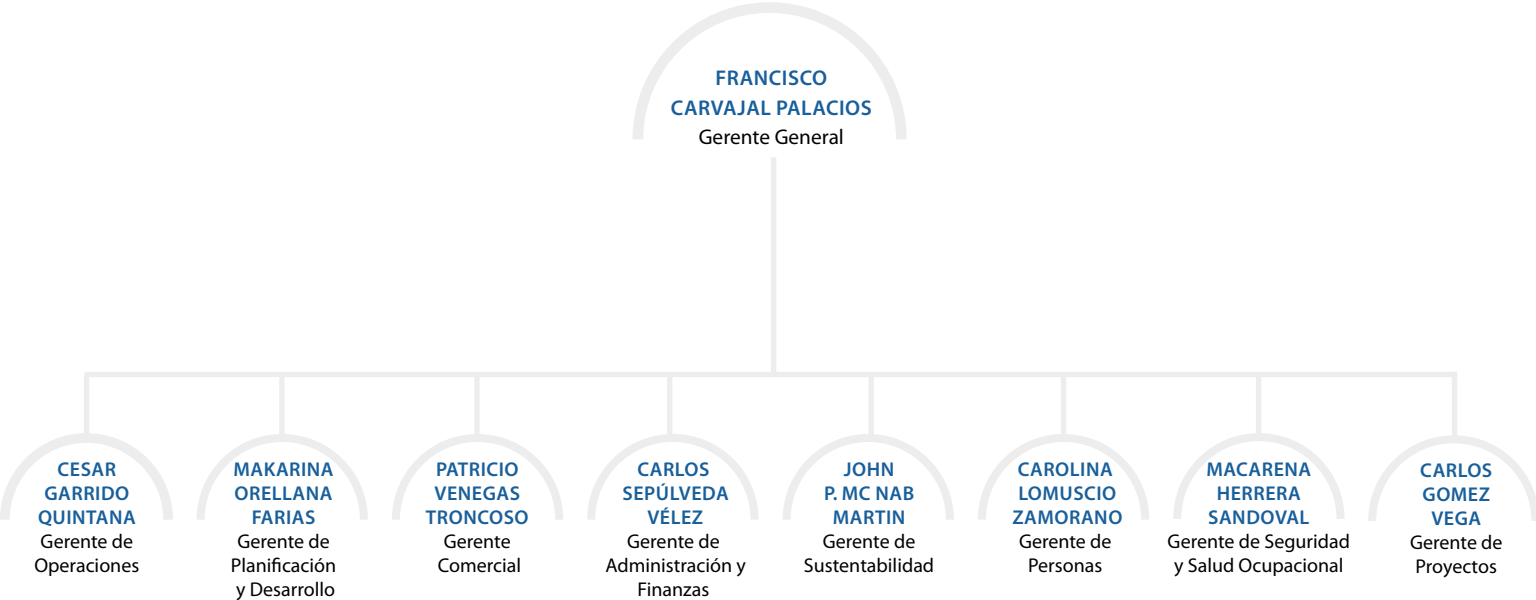 FRANCISCO
CARVAJAL PALACIOS
Gerente General
CESAR
GARRIDO
QUINTANA
Gerente de
Operaciones
MAKARINA
ORELLANA
FARIAS
Gerente de
Planificación
y Desarrollo
PATRICIO
VENEGAS
TRONCOSO
Gerente
Comercial
CARLOS
SEPÚLVEDA
VÉLEZ
Gerente de
Administración y
Finanzas
JOHN
P. MC NAB
MARTIN
Gerente de
Sustentabilidad
CAROLINA
LOMUSCIO
ZAMORANO
Gerente de
Personas
MACARENA
HERRERA
SANDOVAL
Gerente de Seguridad
y Salud Ocupacional
CARLOS
GOMEZ
VEGA
Gerente de
Proyectos